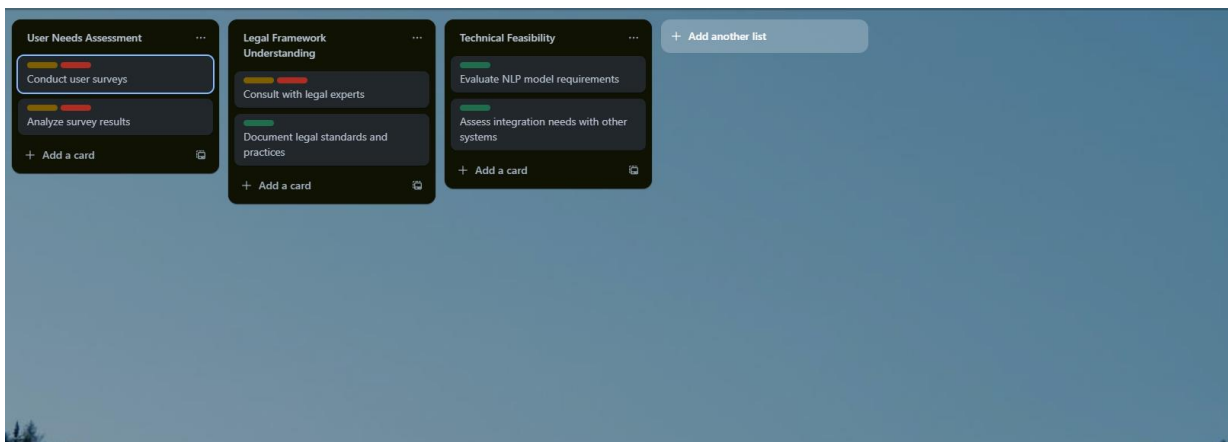 User Needs Assessment
Conduct user surveys
Analyze survey results
+ Add a card
Legal Framework
Understanding
Consult with legal experts
Document legal standards and
practices
+ Add a card
Technical Feasibility
Evaluate NLP model requirements
Assess integration needs with other
systems
+ Add a card
+ Add another list